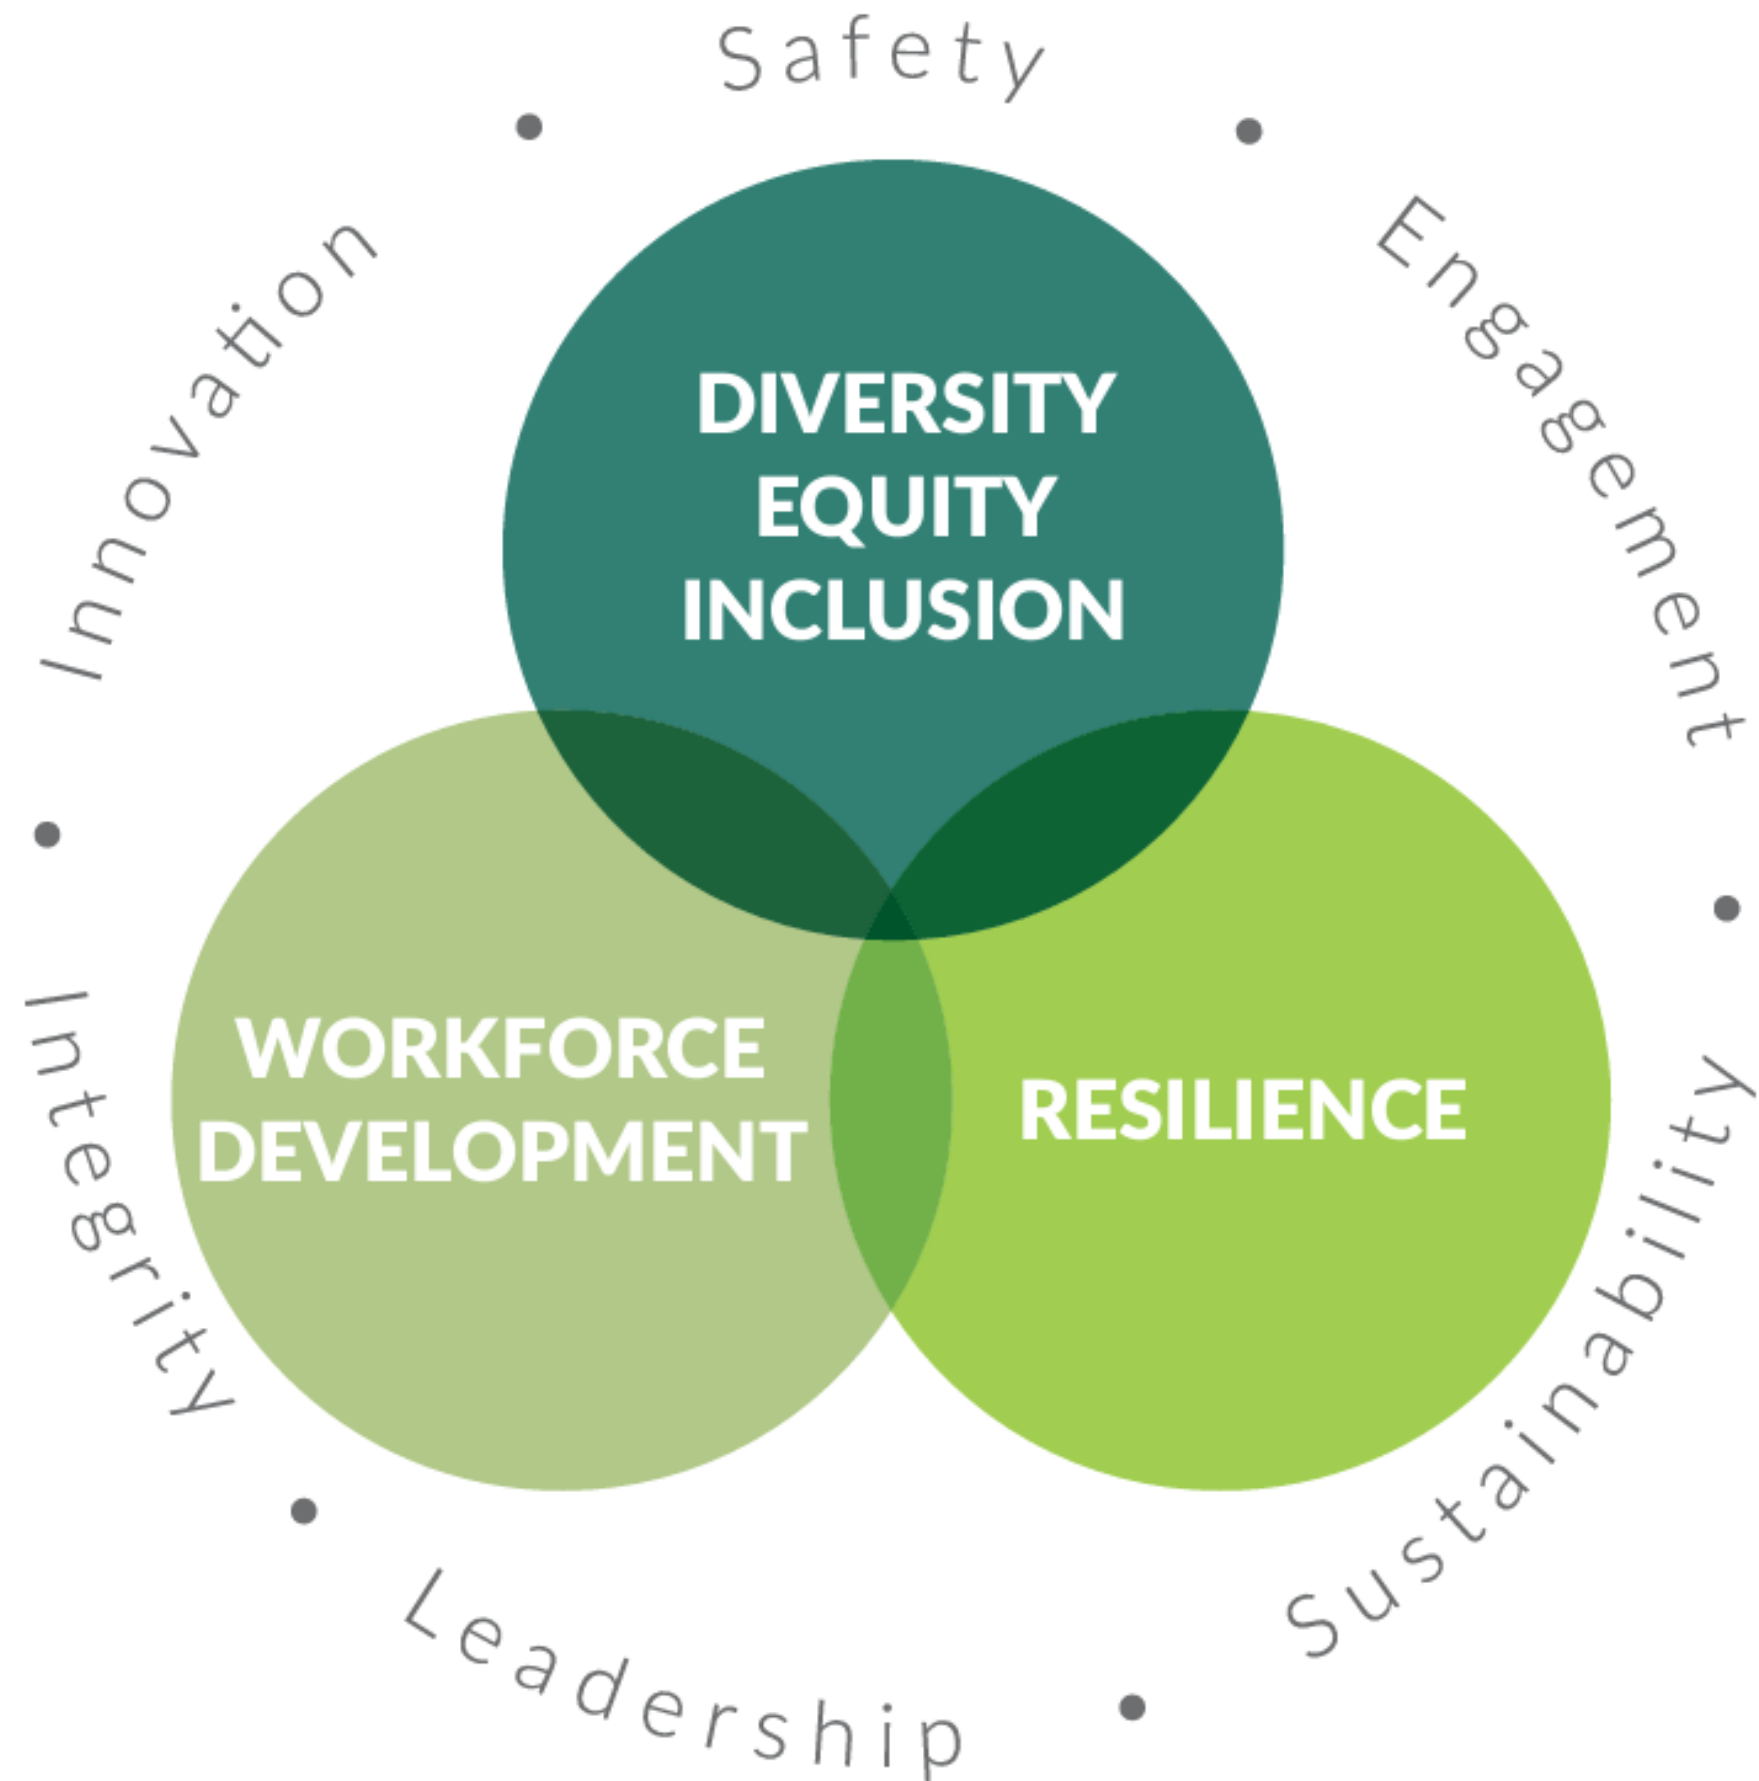 Safety
Engagement
Sustainability
Leadership
Integrity
Innovation
DIVERSITY
EQUITY
INCLUSION
WORKFORCE
DEVELOPMENT
RESILIENCE